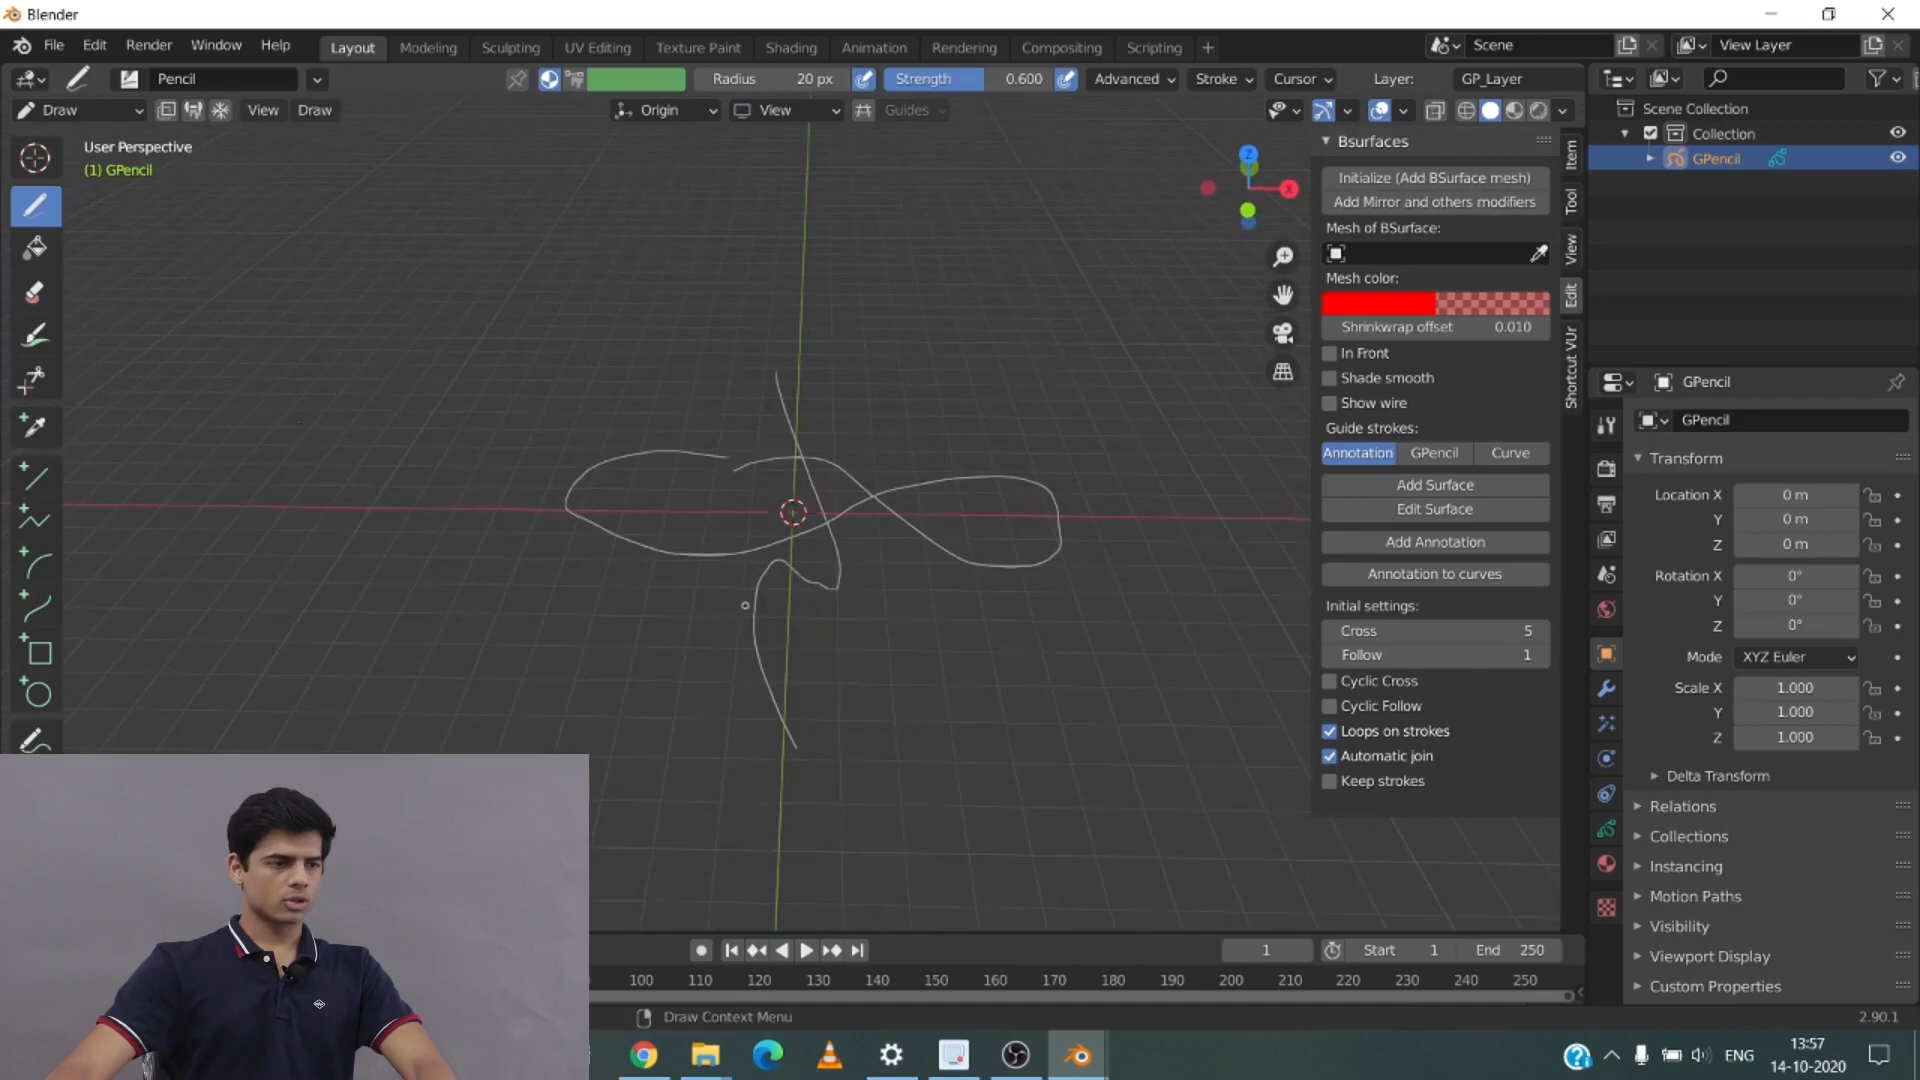 Blender
File Edit Render Window Help Layout Modeling Sculpting UV Editing Texture Paint Shading Animation Rendering Compositing Scripting + Scene View Layer
Pencil Radius 20 px Strength 0.600 Advanced Stroke Cursor Layer: GP_Layer
Draw View Draw Origin View Guides
Scene Collection
Collection
GPencil
User Perspective
(1) GPencil
Z
X
Bsurfaces
Initialize (Add BSurface mesh)
Add Mirror and others modifiers
Mesh of BSurface:
Mesh color:
Shrinkwrap offset 0.010
In Front
Shade smooth
Show wire
Guide strokes:
Annotation GPencil Curve
Add Surface
Edit Surface
Add Annotation
Annotation to curves
Initial settings:
Cross 5
Follow 1
Cyclic Cross
Cyclic Follow
Loops on strokes
Automatic join
Keep strokes
Item
Tool
View
Edit
Shortcut VUr
GPencil
GPencil
Transform
Location X 0 m
Y 0 m
Z 0 m
Rotation X 0°
Y 0°
Z 0°
Mode XYZ Euler
Scale X 1.000
Y 1.000
Z 1.000
Delta Transform
Relations
Collections
Instancing
Motion Paths
Visibility
Viewport Display
Custom Properties
1 Start 1 End 250
100 110 120 130 140 150 160 170 180 190 200 210 220 230 240 250
Draw Context Menu 2.90.1
ENG 13:57
14-10-2020